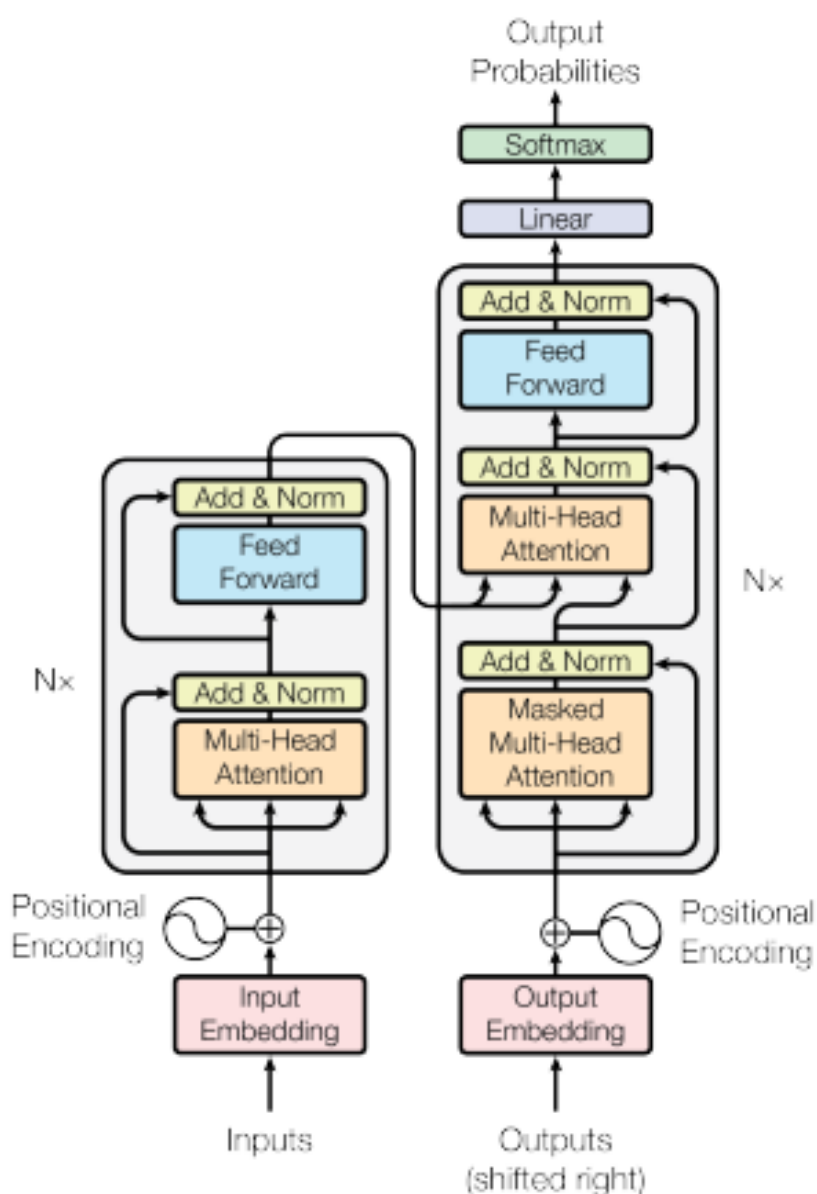 Output
Probabilities
Softmax
Linear
Add & Norm
Feed
Forward
Add & Norm
Multi-Head
Attention
Add & Norm
Masked
Multi-Head
Attention
Nx
Add & Norm
Feed
Forward
Add & Norm
Multi-Head
Attention
Nx
Positional
Encoding
Positional
Encoding
Input
Embedding
Output
Embedding
Inputs
Outputs
(shifted right)